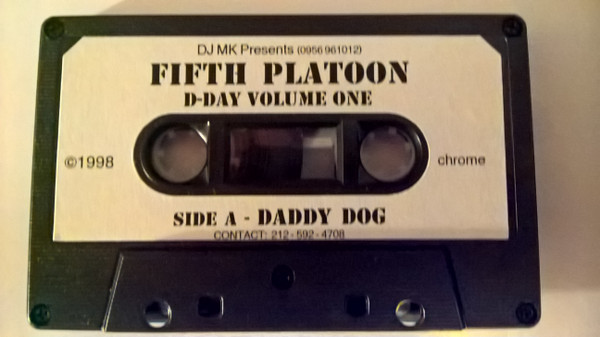 DJ MK Presents (0956 961012)
FIFTH PLATOON
D-DAY VOLUME ONE
©1998
chrome
SIDE A - DADDY DOG
CONTACT: 212-592-4708